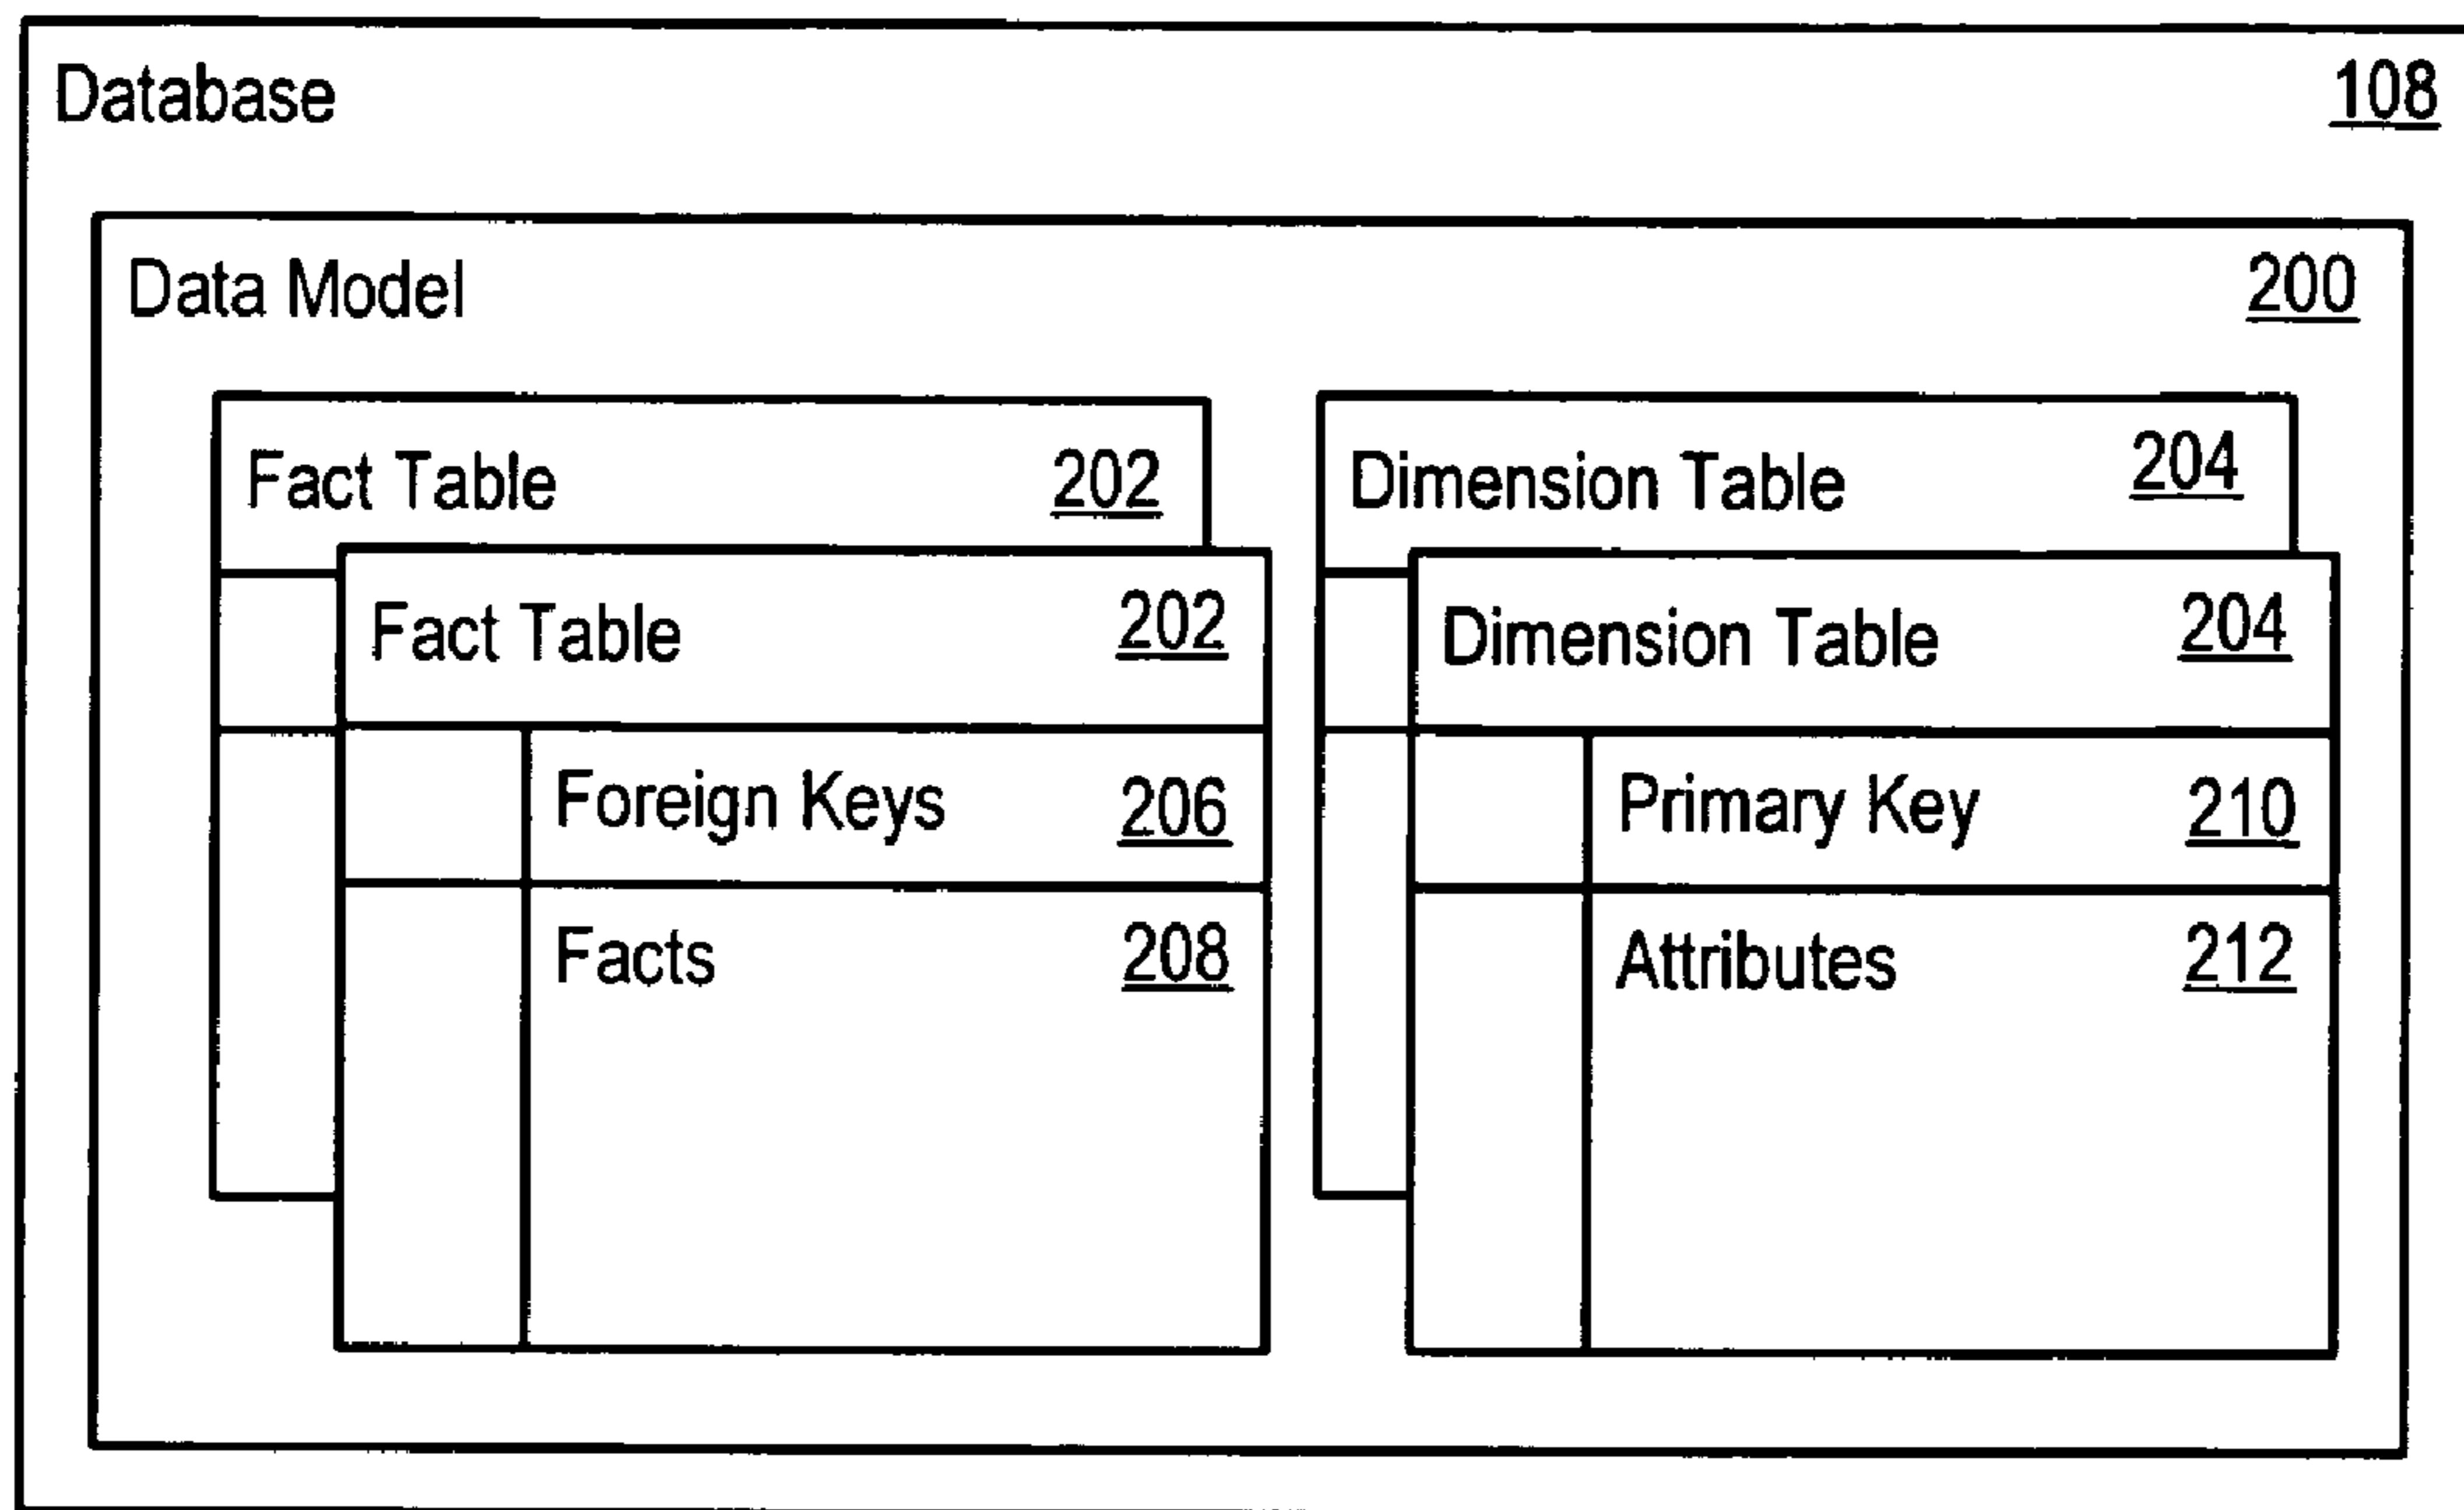 Database 108
Data Model 200
Fact Table 202
Dimension Table 204
Fact Table 202
Dimension Table 204
Foreign Keys 206
Primary Key 210
Facts 208
Attributes 212